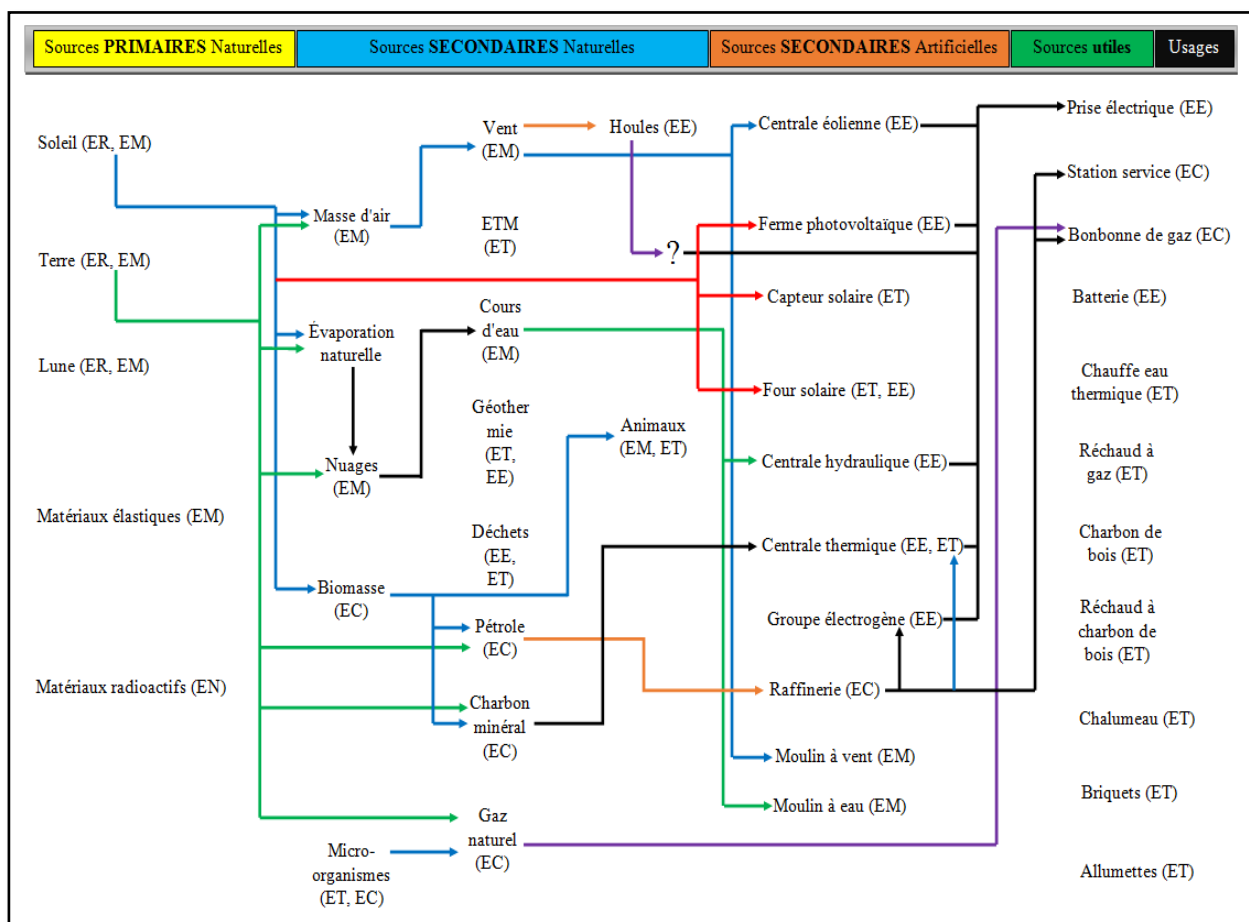 Sources PRIMAIRES Naturelles
Sources SECONDAIRES Naturelles
Sources SECONDAIRES Artificielles
Sources utiles
Usages
Soleil (ER, EM)
Terre (ER, EM)
Lune (ER, EM)
Matériaux élastiques (EM)
Matériaux radioactifs (EN)
Masse d'air
(EM)
Évaporation
naturelle
Nuages
(EM)
Biomasse
(EC)
Micro-
organismes
(ET, EC)
Vent
(EM)
ETM
(ET)
Cours
d'eau
(EM)
Géother
mie
(ET,
EE)
Déchets
(EE,
ET)
Pétrole
(EC)
Charbon
minéral
(EC)
Gaz
naturel
(EC)
Houles (EE)
?
Animaux
(EM, ET)
Centrale éolienne (EE)
Ferme photovoltaïque (EE)
Capteur solaire (ET)
Four solaire (ET, EE)
Centrale hydraulique (EE)
Centrale thermique (EE, ET)
Groupe électrogène (EE)
Raffinerie (EC)
Moulin à vent (EM)
Moulin à eau (EM)
Prise électrique (EE)
Station service (EC)
Bonbonne de gaz (EC)
Batterie (EE)
Chauffe eau
thermique (ET)
Réchaud à
gaz (ET)
Charbon de
bois (ET)
Réchaud à
charbon de
bois (ET)
Chalumeau (ET)
Briquets (ET)
Allumettes (ET)